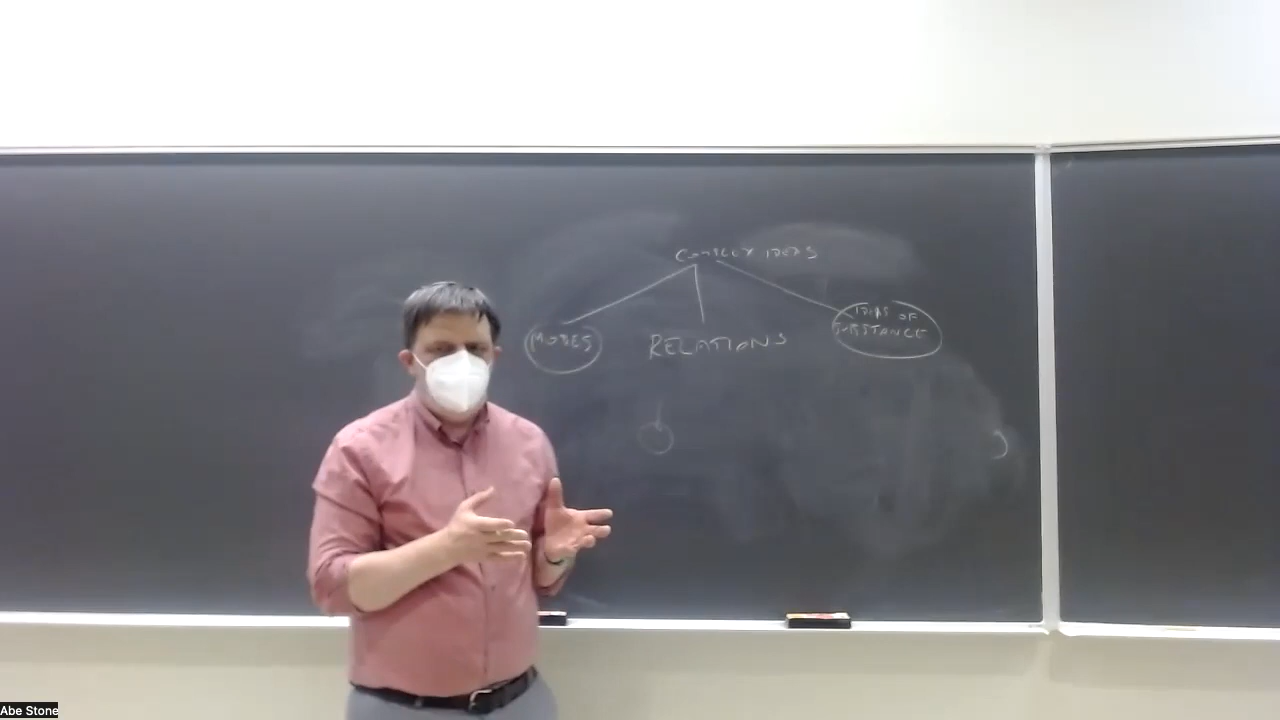 COMPLEX IDEAS
MODES
RELATIONS
IDEAS OF
SUBSTANCE
Abe Stone